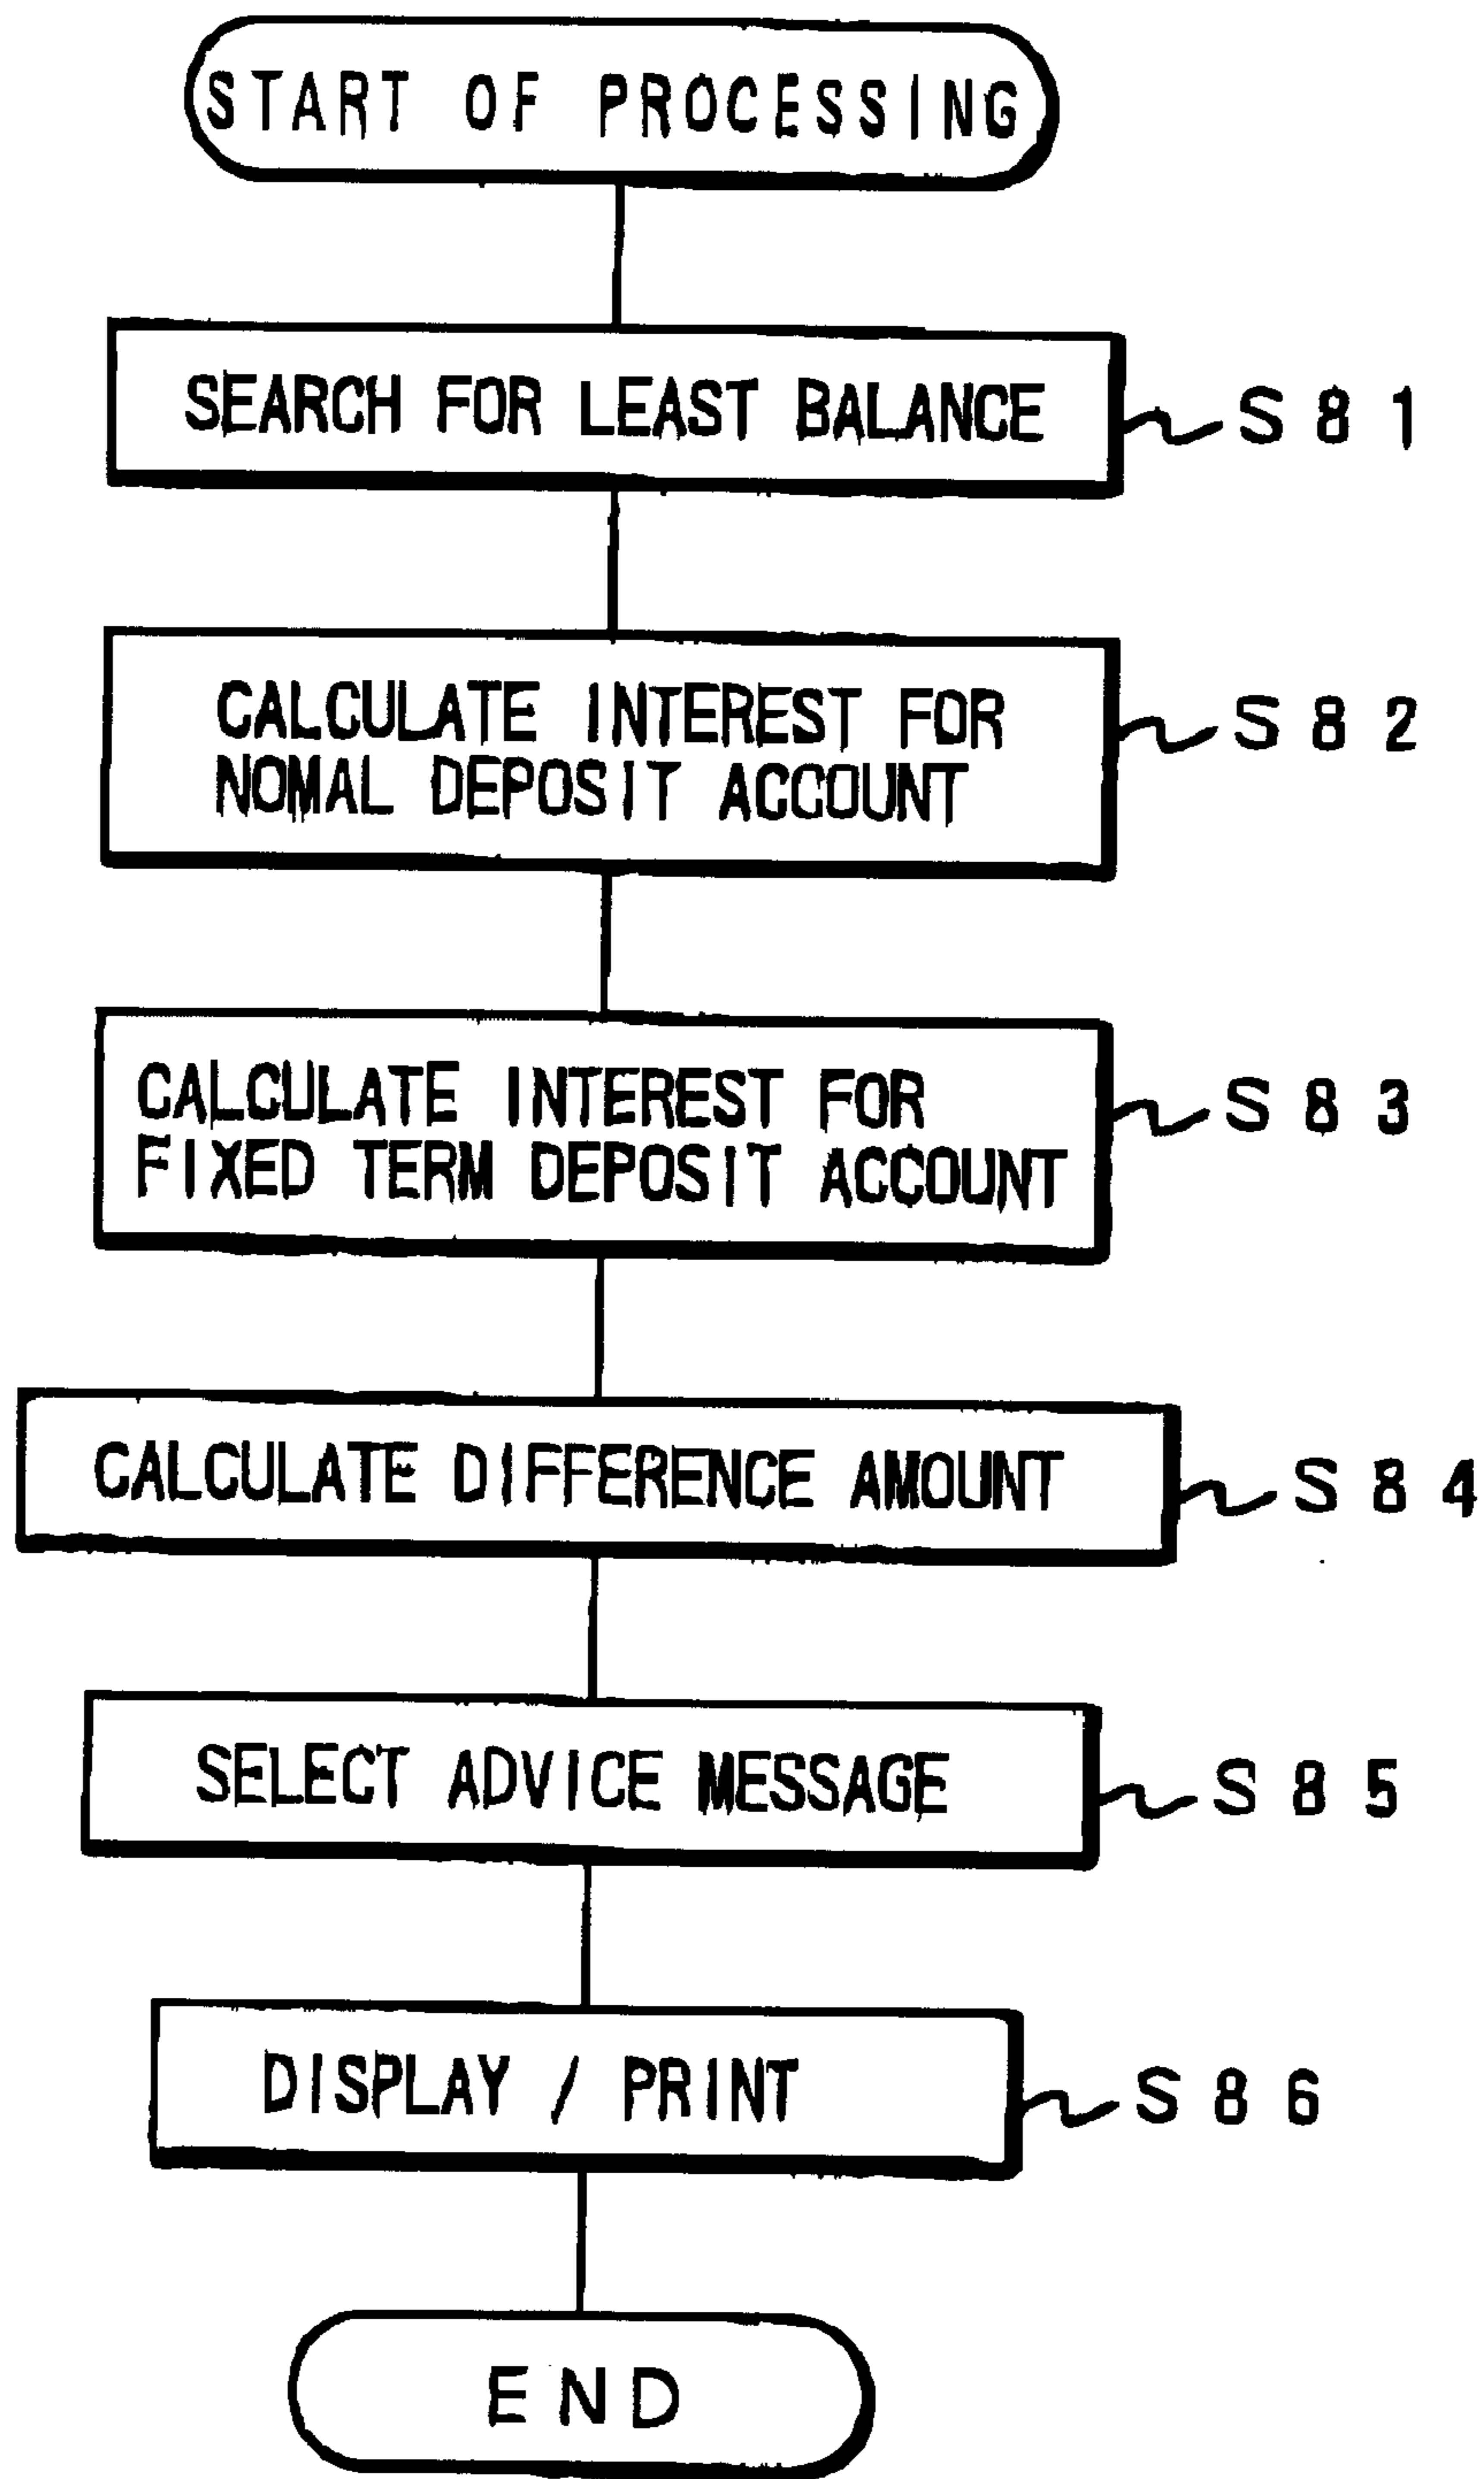 START OF PROCESSING
SEARCH FOR LEAST BALANCE
S81
CALCULATE INTEREST FOR
NOMAL DEPOSIT ACCOUNT
S82
CALCULATE INTEREST FOR
FIXED TERM DEPOSIT ACCOUNT
S83
CALCULATE DIFFERENCE AMOUNT
S84
SELECT ADVICE MESSAGE
S85
DISPLAY / PRINT
S86
END